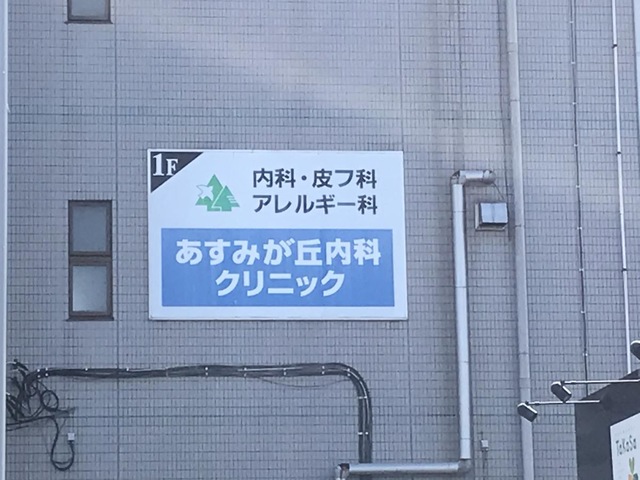 1F
内科・皮フ科
アレルギー科
あすみが丘内科
クリニック
TaKaSa